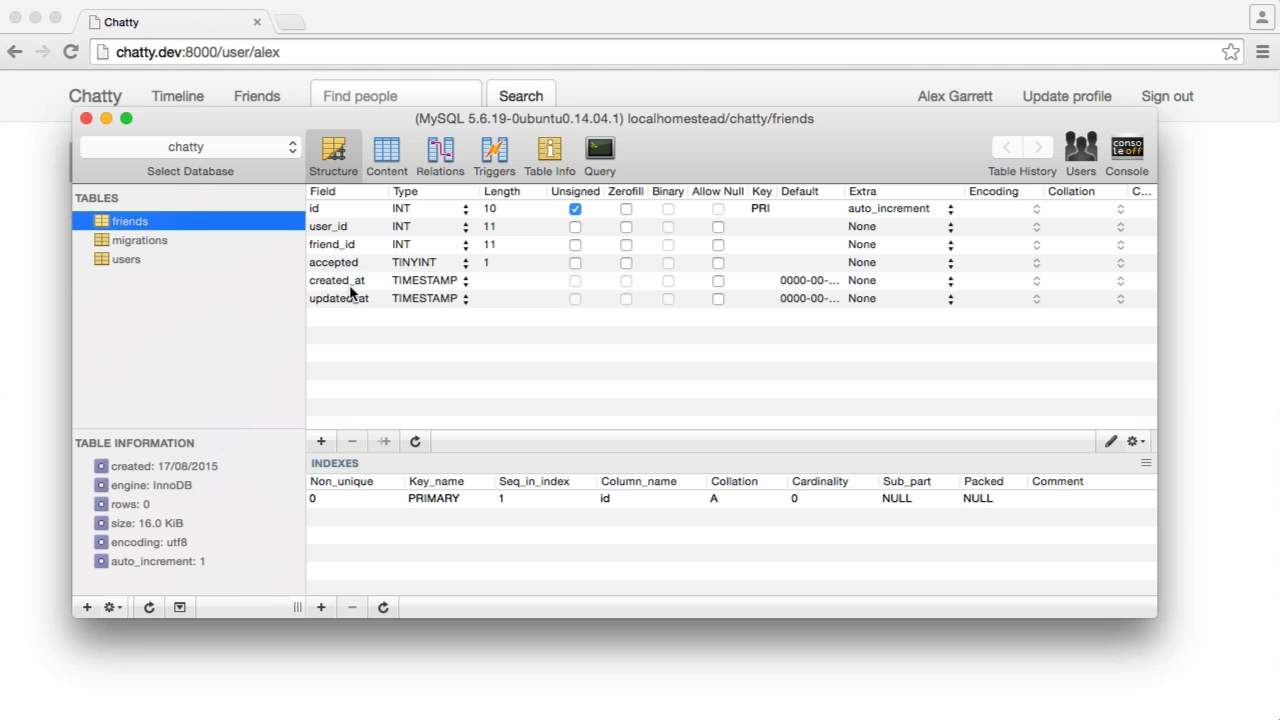 Chatty
chatty.dev:8000/user/alex
Chatty Timeline Friends Find people Search Alex Garrett Update profile Sign out
(MySQL 5.6.19-0ubuntu0.14.04.1) localhomestead/chatty/friends
chatty
Select Database Structure Content Relations Triggers Table Info Query Table History Users Console
conso
le off
TABLES
friends
migrations
users
Field Type Length Unsigned Zerofill Binary Allow Null Key Default Extra Encoding Collation C...
id INT 10 PRI auto_increment
user_id INT 11 None
friend_id INT 11 None
accepted TINYINT 1 None
created_at TIMESTAMP 0000-00-... None
updated_at TIMESTAMP 0000-00-... None
TABLE INFORMATION
created: 17/08/2015
engine: InnoDB
rows: 0
size: 16.0 KiB
encoding: utf8
auto_increment: 1
INDEXES
Non_unique Key_name Seq_in_index Column_name Collation Cardinality Sub_part Packed Comment
0 PRIMARY 1 id A 0 NULL NULL